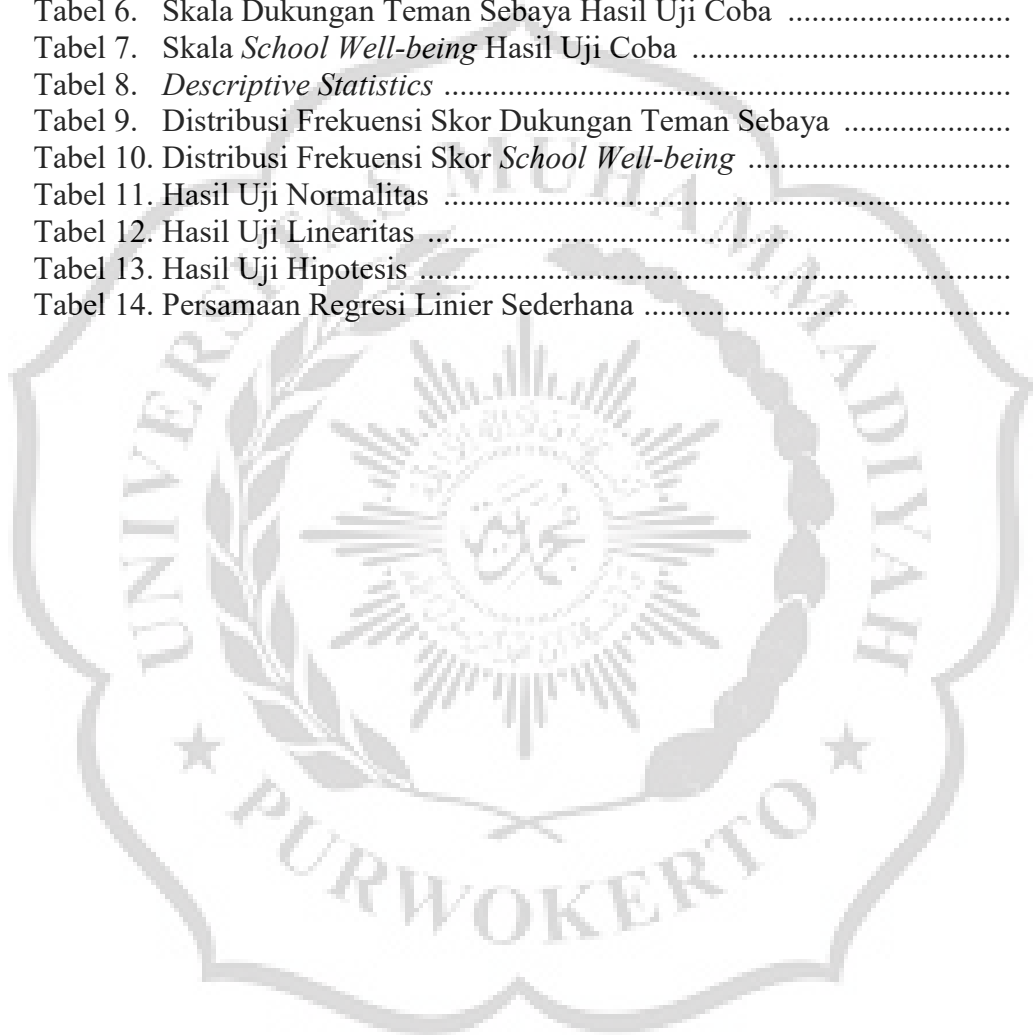 Tabel 6. Skala Dukungan Teman Sebaya Hasil Uji Coba ............................
Tabel 7. Skala School Well-being Hasil Uji Coba ........................................
Tabel 8. Descriptive Statistics .......................................................................
Tabel 9. Distribusi Frekuensi Skor Dukungan Teman Sebaya .....................
Tabel 10. Distribusi Frekuensi Skor School Well-being .................................
Tabel 11. Hasil Uji Normalitas .......................................................................
Tabel 12. Hasil Uji Linearitas .........................................................................
Tabel 13. Hasil Uji Hipotesis ..........................................................................
Tabel 14. Persamaan Regresi Linier Sederhana ..............................................
UNIVERSITAS MUHAMMADIYAH
PURWOKERTO